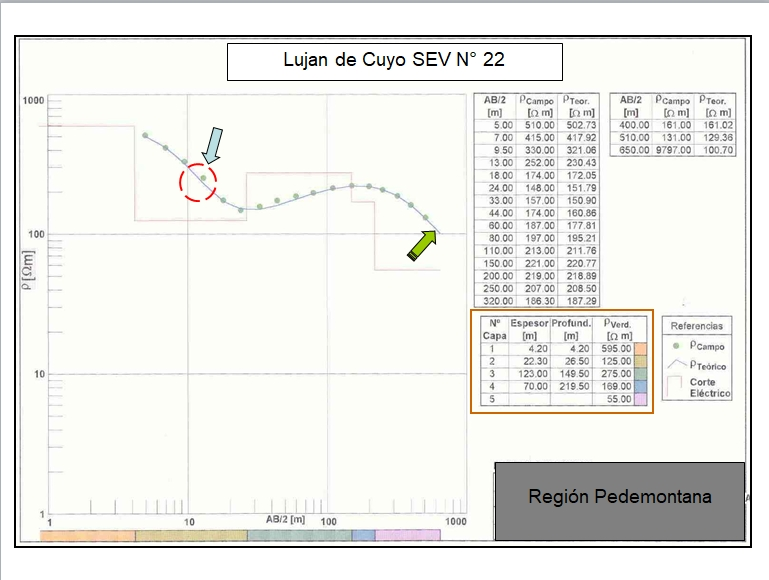 Lujan de Cuyo SEV N° 22
AB/2 ρCampo ρTeor.
[m] [Ω m] [Ω m]
5.00 510.00 502.73
7.00 415.00 417.92
9.50 330.00 321.06
13.00 252.00 230.43
18.00 174.00 172.05
24.00 148.00 151.79
33.00 157.00 150.90
44.00 174.00 160.86
60.00 187.00 177.81
80.00 197.00 195.21
110.00 213.00 211.76
150.00 221.00 220.77
200.00 219.00 218.89
250.00 207.00 208.50
320.00 186.30 187.29
AB/2 ρCampo ρTeor.
[m] [Ω m] [Ω m]
400.00 161.00 161.02
510.00 131.00 129.36
650.00 9797.00 100.70
1000
100
10
1
ρ [Ωm]
1 10 100 1000
AB/2 [m]
N° Espesor Profund. ρVerd.
Capa [m] [m] [Ω m]
1 4.20 4.20 595.00
2 22.30 26.50 125.00
3 123.00 149.50 275.00
4 70.00 219.50 169.00
5 55.00
Referencias
ρCampo
ρTeórico
Corte
Eléctrico
Región Pedemontana